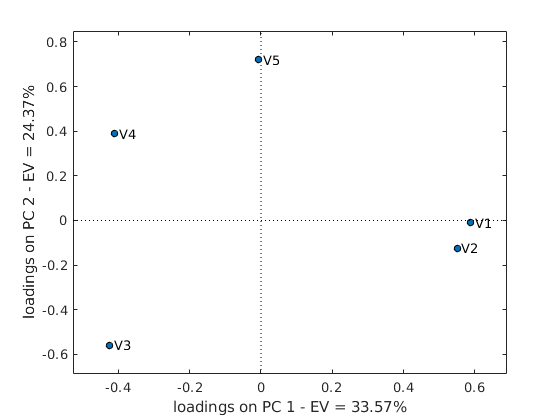 0.8
V5
0.6
V4
0.4
0.2
0
V1
V2
-0.2
-0.4
V3
-0.6
-0.4 -0.2 0 0.2 0.4 0.6
loadings on PC 2 - EV = 24.37%
loadings on PC 1 - EV = 33.57%